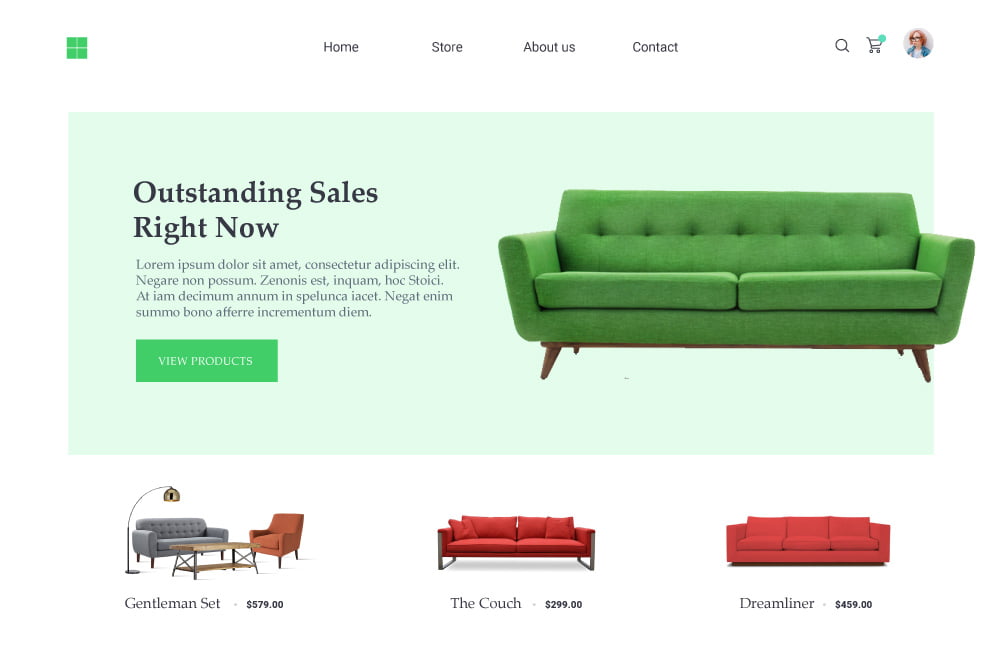 Home Store About us Contact
Outstanding Sales
Right Now
Lorem ipsum dolor sit amet, consectetur adipiscing elit.
Negare non possum. Zenonis est, inquam, hoc Stoici.
At iam decimum annum in spelunca iacet. Negat enim
summo bono afferre incrementum diem.
VIEW PRODUCTS
Gentleman Set - $579.00
The Couch - $299.00
Dreamliner - $459.00